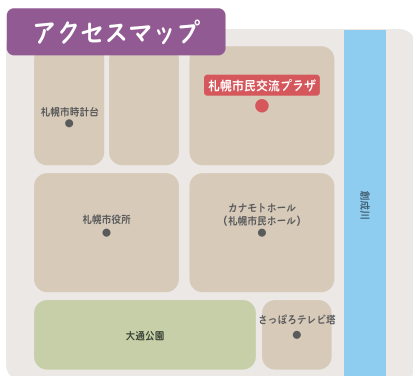 アクセスマップ
札幌市民交流プラザ
札幌市時計台
創成川
札幌市役所
カナモトホール
(札幌市民ホール)
さっぽろテレビ塔
大通公園